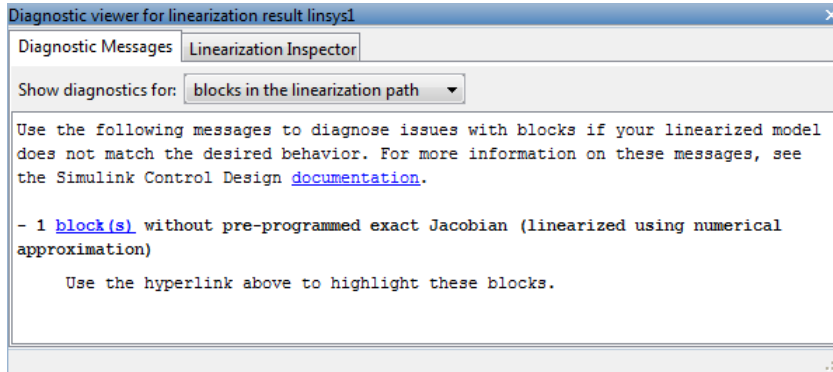 Diagnostic viewer for linearization result linsys1
Diagnostic Messages Linearization Inspector
Show diagnostics for: blocks in the linearization path
Use the following messages to diagnose issues with blocks if your linearized model
does not match the desired behavior. For more information on these messages, see
the Simulink Control Design documentation.
- 1 block(s) without pre-programmed exact Jacobian (linearized using numerical
approximation)
Use the hyperlink above to highlight these blocks.